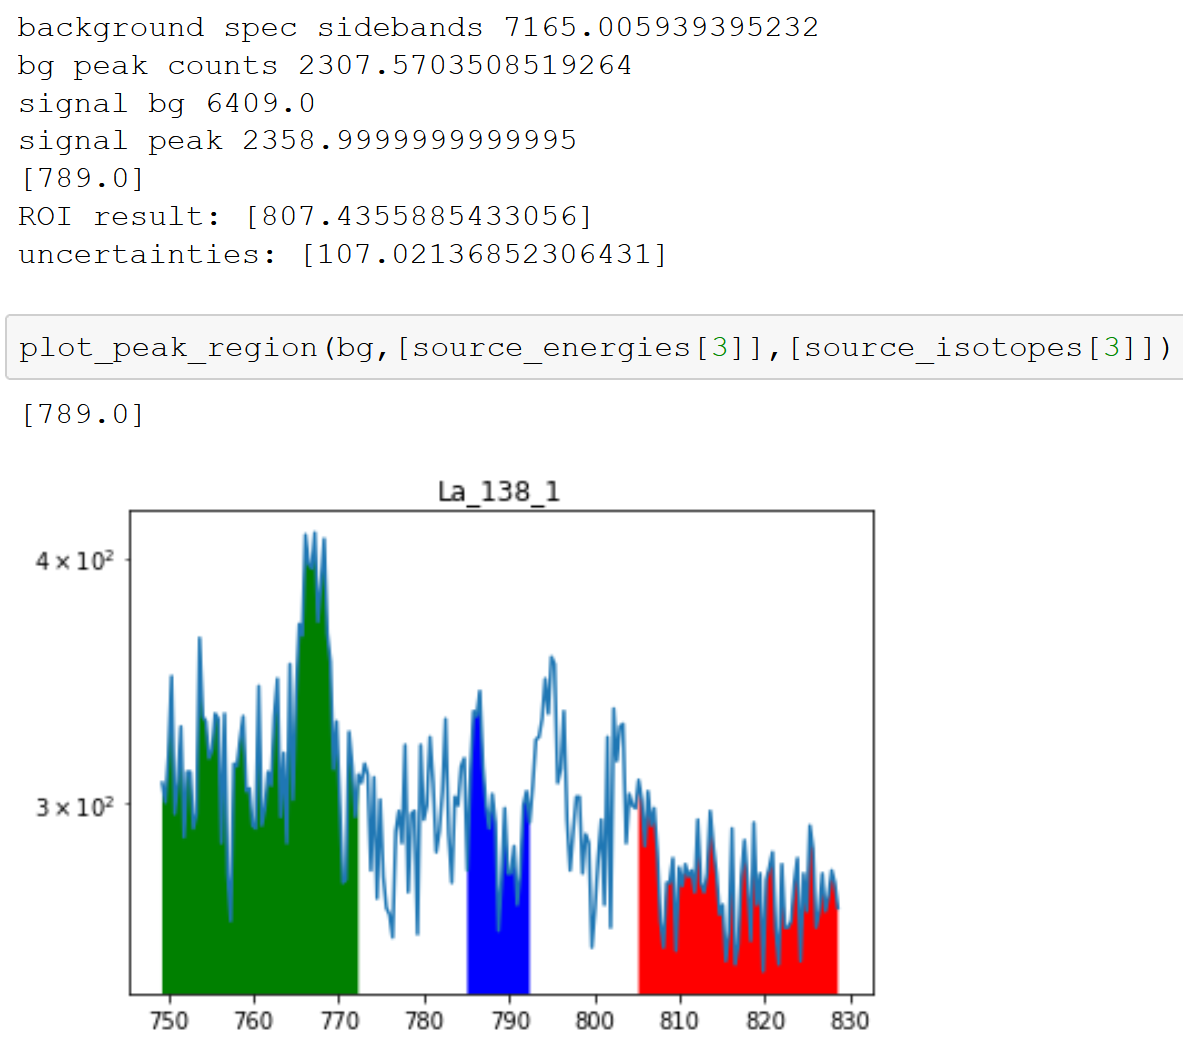 background spec sidebands 7165.005939395232
bg peak counts 2307.5703508519264
signal bg 6409.0
signal peak 2358.9999999999995
[789.0]
ROI result: [807.4355885433056]
uncertainties: [107.02136852306431]
plot_peak_region(bg,[source_energies[3]],[source_isotopes[3]])
[789.0]
La_138_1
4×10²
3×10²
750 760 770 780 790 800 810 820 830